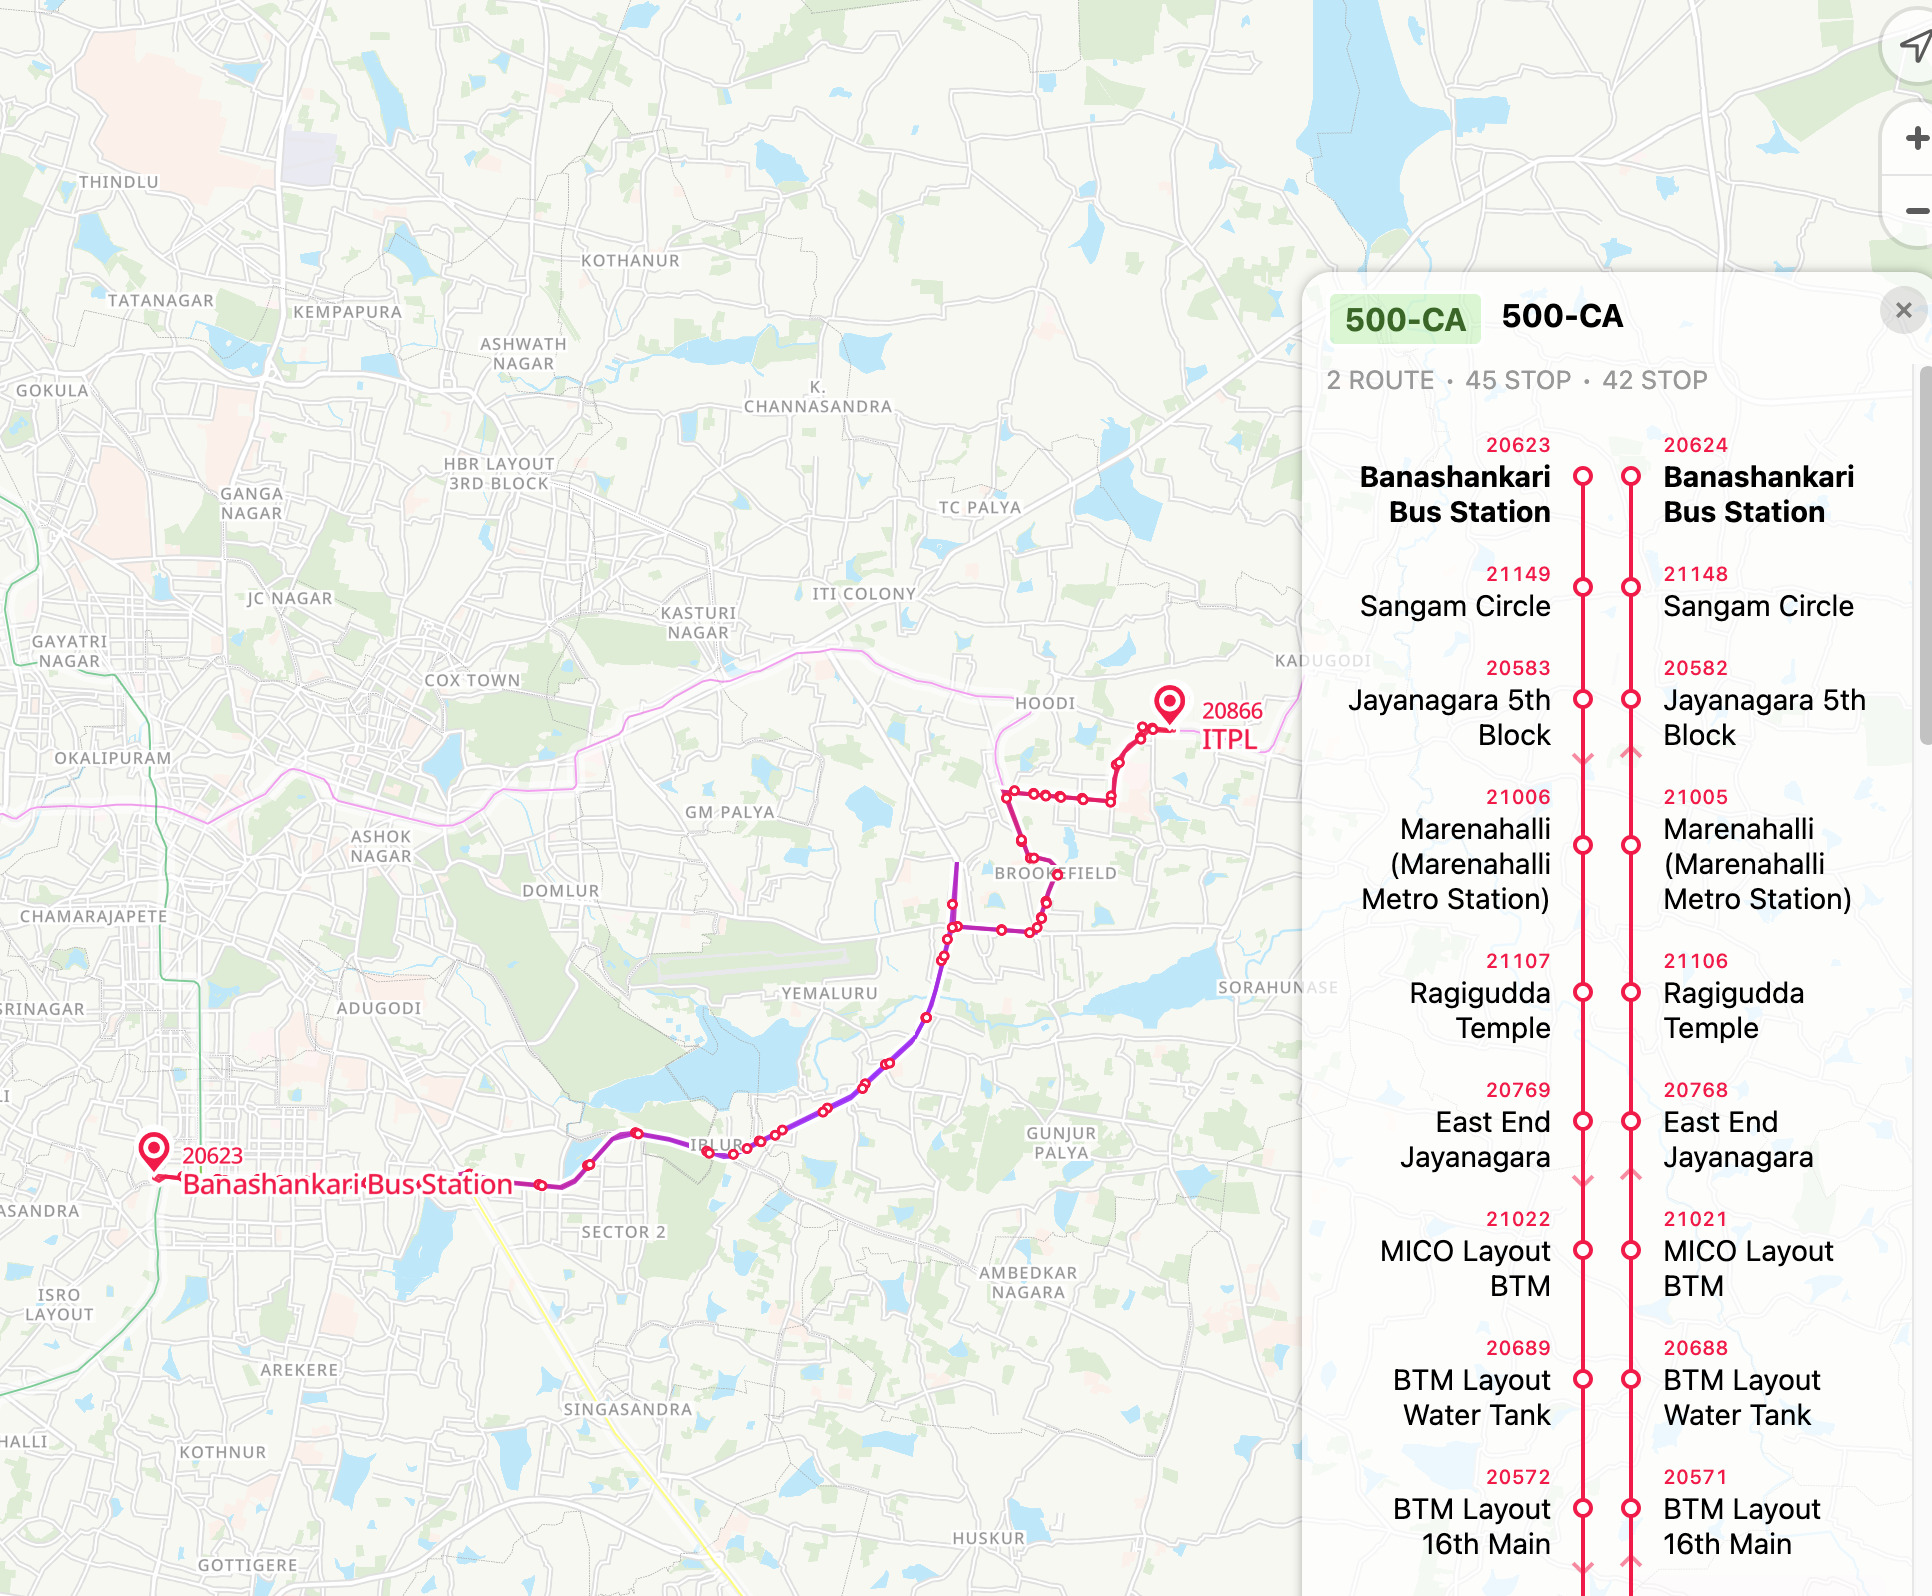 THINDLU
KOTHANUR
TATANAGAR
KEMPAPURA
ASHWATH
NAGAR
GOKULA
K.
CHANNASANDRA
HBR LAYOUT
3RD BLOCK
GANGA
NAGAR
TC PALYA
JC NAGAR
ITI COLONY
KASTURI
NAGAR
GAYATRI
NAGAR
COX TOWN
KADUGODI
HOODI
20866
ITPL
OKALIPURAM
GM PALYA
ASHOK
NAGAR
BROOKEFIELD
DOMLUR
CHAMARAJAPETE
SRINAGAR
ADUGODI
YEMALURU
SORAHUNASE
LI
IBLUR
GUNJUR
PALYA
20623
Banashankari Bus Station
ASANDRA
SECTOR 2
AMBEDKAR
NAGARA
ISRO
LAYOUT
AREKERE
SINGASANDRA
HALLI
KOTHNUR
HUSKUR
GOTTIGERE
500-CA 500-CA
2 ROUTE • 45 STOP • 42 STOP
20623
Banashankari
Bus Station
20624
Banashankari
Bus Station
21149
Sangam Circle
21148
Sangam Circle
20583
Jayanagara 5th
Block
20582
Jayanagara 5th
Block
21006
Marenahalli
(Marenahalli
Metro Station)
21005
Marenahalli
(Marenahalli
Metro Station)
21107
Ragigudda
Temple
21106
Ragigudda
Temple
20769
East End
Jayanagara
20768
East End
Jayanagara
21022
MICO Layout
BTM
21021
MICO Layout
BTM
20689
BTM Layout
Water Tank
20688
BTM Layout
Water Tank
20572
BTM Layout
16th Main
20571
BTM Layout
16th Main